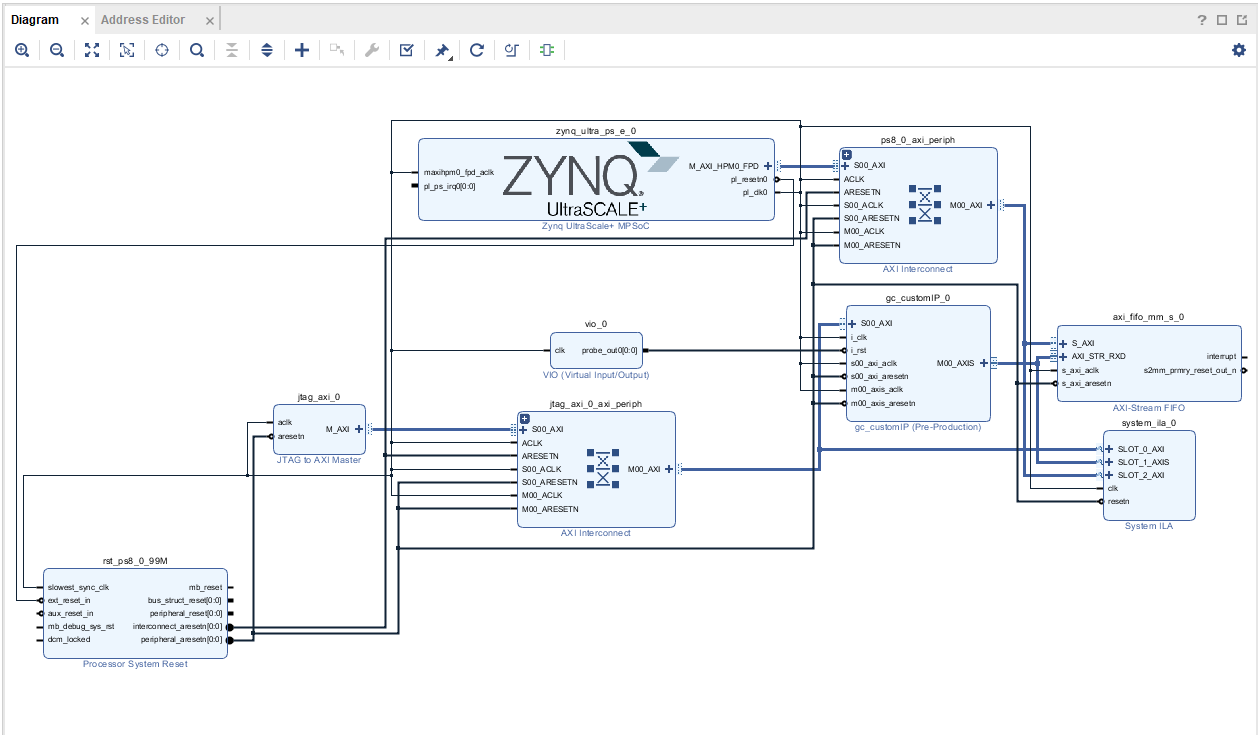 Diagram × Address Editor × ?
zynq_ultra_ps_e_0
maxihpm0_fpd_aclk
pl_ps_irq0[0:0]
ZYNQ
UltraSCALE+
M_AXI_HPM0_FPD
pl_resetn0
pl_clk0
Zynq UltraScale+ MPSoC
ps8_0_axi_periph
S00_AXI
ACLK
ARESETN
S00_ACLK
S00_ARESETN
M00_ACLK
M00_ARESETN
M00_AXI
AXI Interconnect
vio_0
clk
probe_out0[0:0]
VIO (Virtual Input/Output)
gc_customIP_0
S00_AXI
i_clk
i_rst
s00_axi_aclk
s00_axi_aresetn
m00_axis_aclk
m00_axis_aresetn
M00_AXIS
gc_customIP (Pre-Production)
axi_fifo_mm_s_0
S_AXI
AXI_STR_RXD
s_axi_aclk
s_axi_aresetn
interrupt
s2mm_prmry_reset_out_n
AXI-Stream FIFO
jtag_axi_0
aclk
aresetn
M_AXI
JTAG to AXI Master
jtag_axi_0_axi_periph
S00_AXI
ACLK
ARESETN
S00_ACLK
S00_ARESETN
M00_ACLK
M00_ARESETN
M00_AXI
AXI Interconnect
system_ila_0
SLOT_0_AXI
SLOT_1_AXIS
SLOT_2_AXI
clk
resetn
System ILA
rst_ps8_0_99M
slowest_sync_clk
ext_reset_in
aux_reset_in
mb_debug_sys_rst
dcm_locked
mb_reset
bus_struct_reset[0:0]
peripheral_reset[0:0]
interconnect_aresetn[0:0]
peripheral_aresetn[0:0]
Processor System Reset